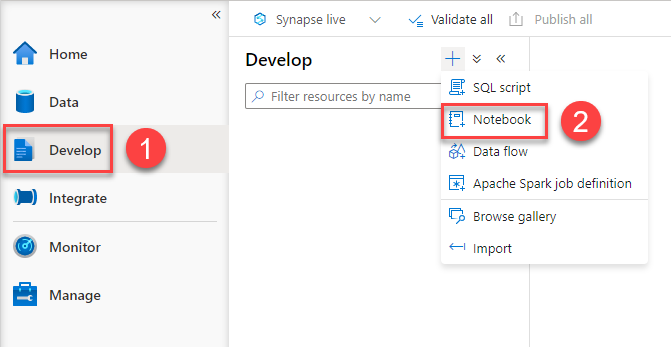 Synapse live
Validate all
Publish all
Home
Data
Develop
1
Integrate
Monitor
Manage
Develop
Filter resources by name
SQL script
Notebook
2
Data flow
Apache Spark job definition
Browse gallery
Import